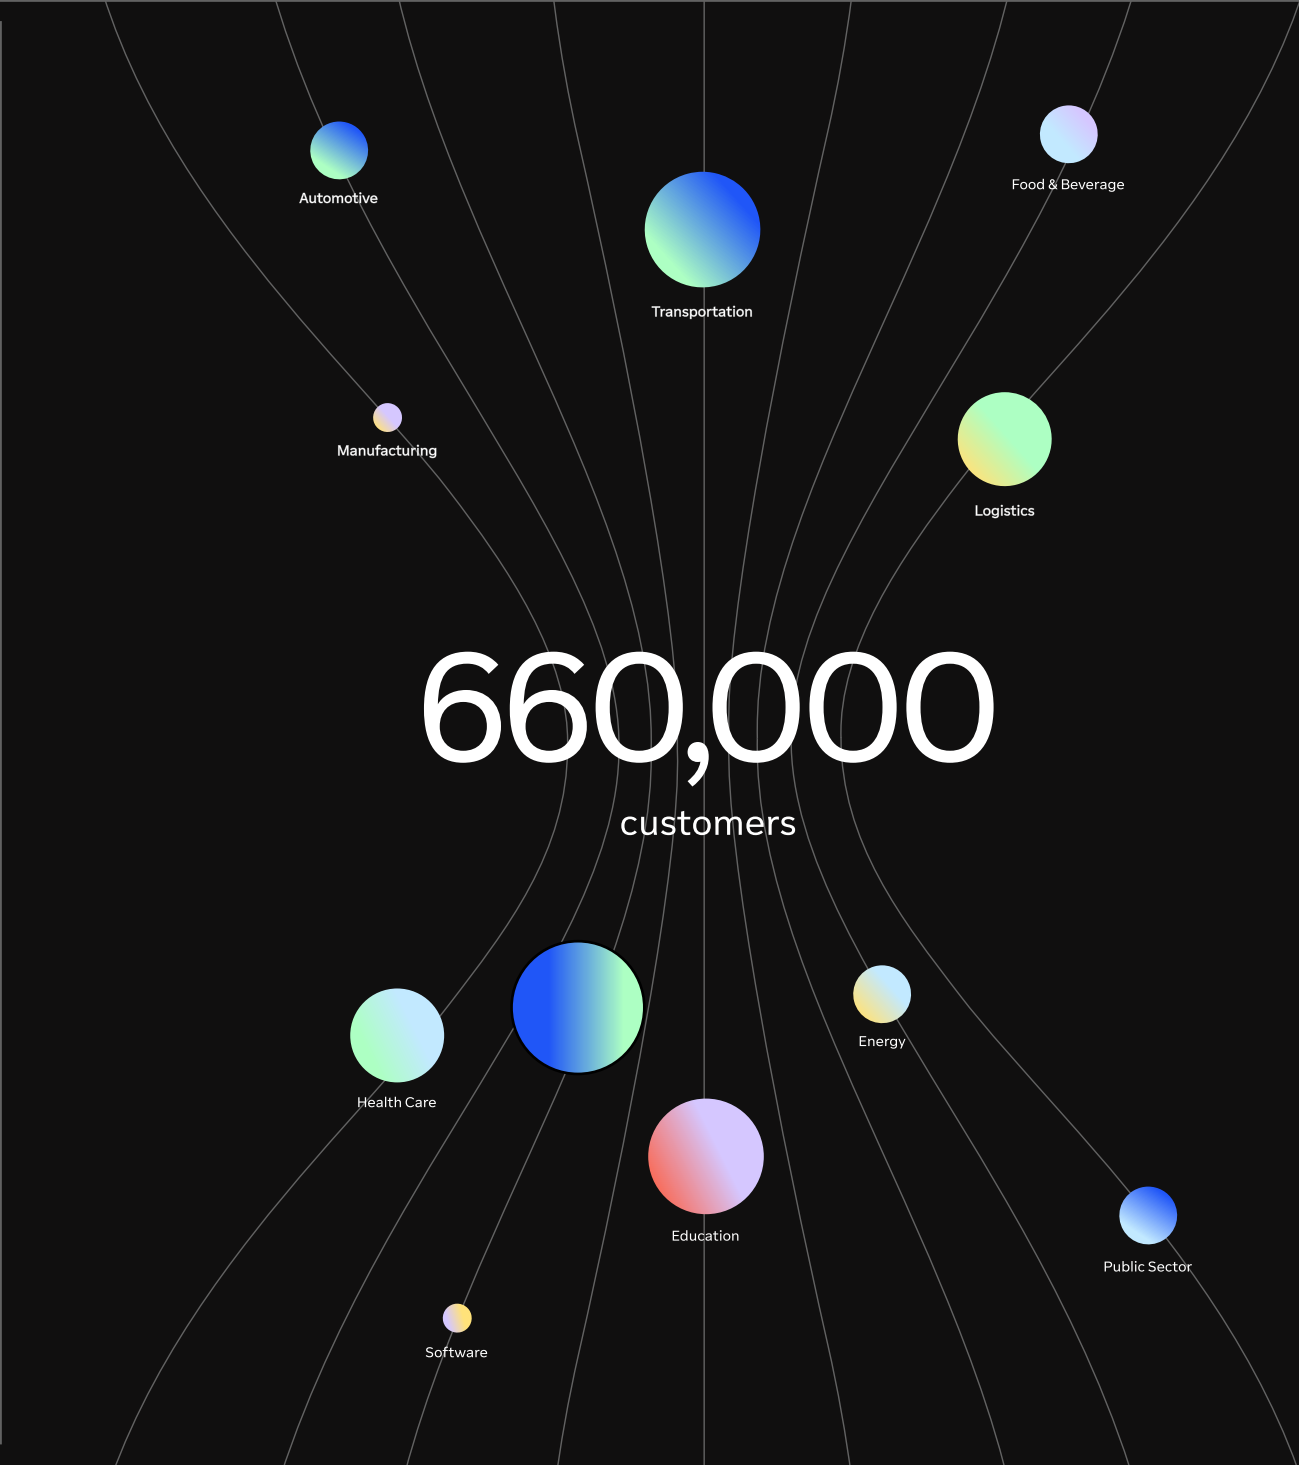 Automotive
Food & Beverage
Transportation
Manufacturing
Logistics
660,000
customers
Energy
Health Care
Education
Public Sector
Software